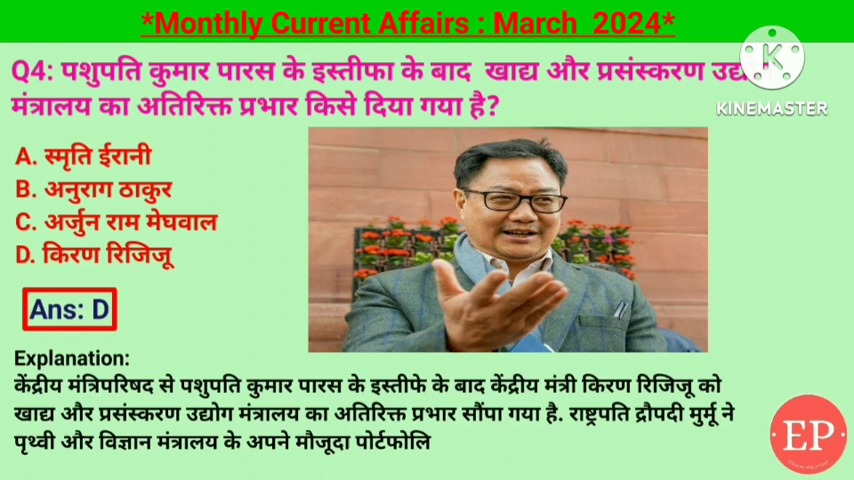 *Monthly Current Affairs : March 2024*
Q4: पशुपति कुमार पारस के इस्तीफा के बाद खाद्य और प्रसंस्करण
मंत्रालय का अतिरिक्त प्रभार किसे दिया गया है?
KINEMASTER
A. स्मृति ईरानी
B. अनुराग ठाकुर
C. अर्जुन राम मेघवाल
D. किरण रिजिजू
Ans: D
Explanation:
केंद्रीय मंत्रिपरिषद से पशुपति कुमार पारस के इस्तीफे के बाद केंद्रीय मंत्री किरण रिजिजू को
खाद्य और प्रसंस्करण उद्योग मंत्रालय का अतिरिक्त प्रभार सौंपा गया है. राष्ट्रपति द्रौपदी मुर्मू ने
पृथ्वी और विज्ञान मंत्रालय के अपने मौजूदा पोर्टफोलि
EP